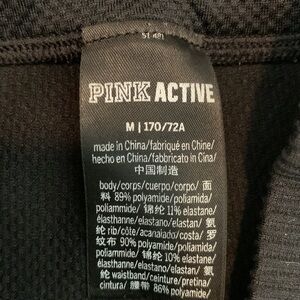 PINK ACTIVE
M | 170/72A
made in China/fabriqué en Chine/
hecho en China/fabbricato in Cina/
中国制造
body/corps/cuerpo/corpo/ 面
料 89% polyamide/poliamida/
poliammide/ 锦纶 11% elastane/
élasthanne/elastano/elastan/ 氨
纶 rib/côte/acanalado/costa/ 罗
纹布 90% polyamide/poliamida/
poliammide/ 锦纶 10% elastane/
élasthanne/elastano/elastan/ 氨
纶 waistband/ceinture/pretina/
cintura/ 腰带 86% polyamide/